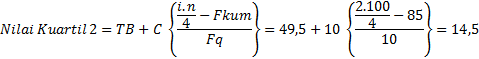 Nilai Kuartil 2 = TB + C { (i.n/4 − Fkum) / Fq } = 49,5 + 10 { (2.100/4 − 85) / 10 } = 14,5